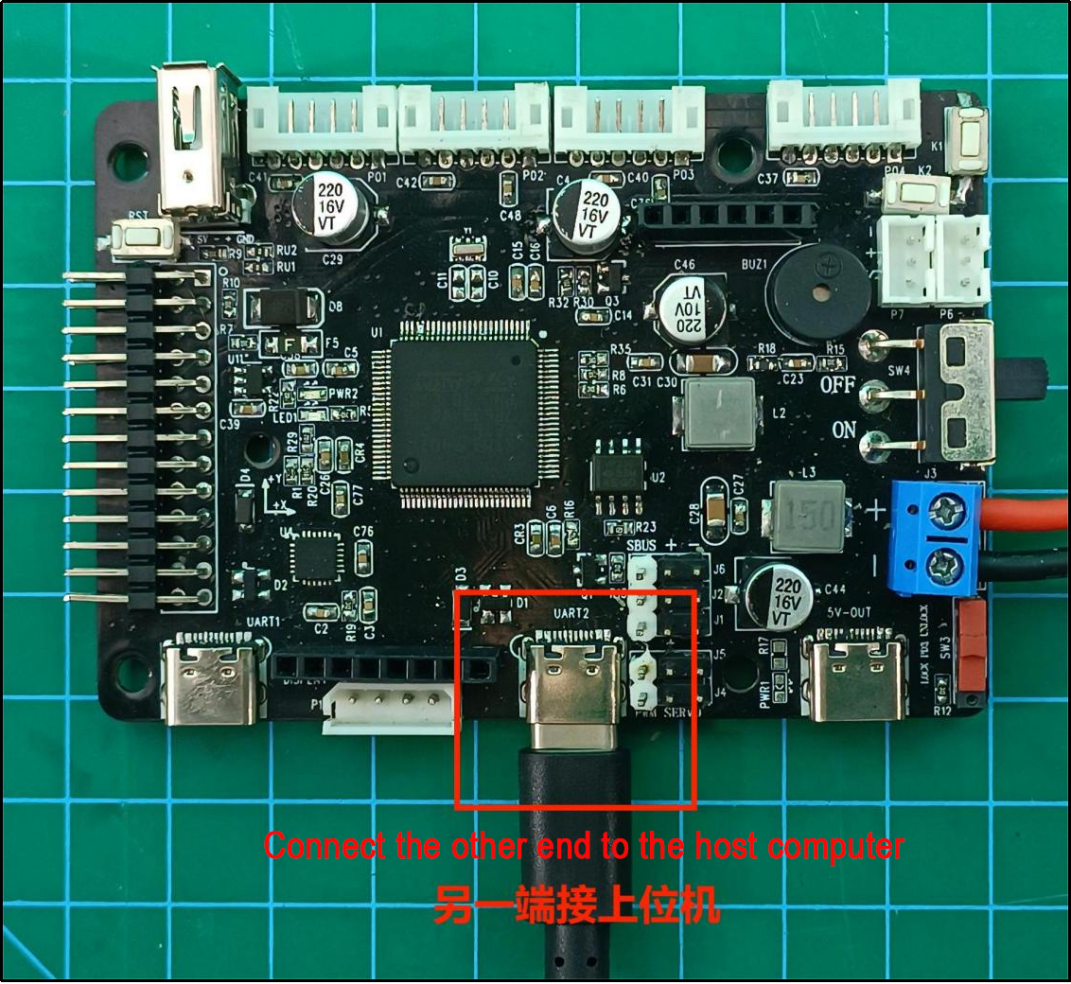 K1
P01
P02
P03
P04
K2
C41
C42
C4
C40
C37
220
16V
VT
220
16V
VT
C48
RST
5V - + GND
R9
RU2
RU1
C29
Y1
C11
C10
C15
C16
C46
BUZ1
R10
D8
R32
R30
Q3
C14
220
10V
VT
P7
P6
U1
R7
F
F5
C5
R35
R8
R6
C31
C30
R18
C23
R15
SW4
OFF
ON
U11
R22
PWR2
LED1
C39
L2
R29
CR4
D4
+Y
+X
R1
R20
C26
C77
U2
L3
150
J3
+
-
C28
C27
C76
CR3
C6
R16
R23
SBUS + -
J6
J2
J1
J5
J4
D2
D3
D1
C2
R19
C3
220
16V
VT
C44
5V-OUT
UART1
UART2
R17
PWR1
SW3
R12
P1
PWM SERVO
Connect the other end to the host computer
另一端接上位机